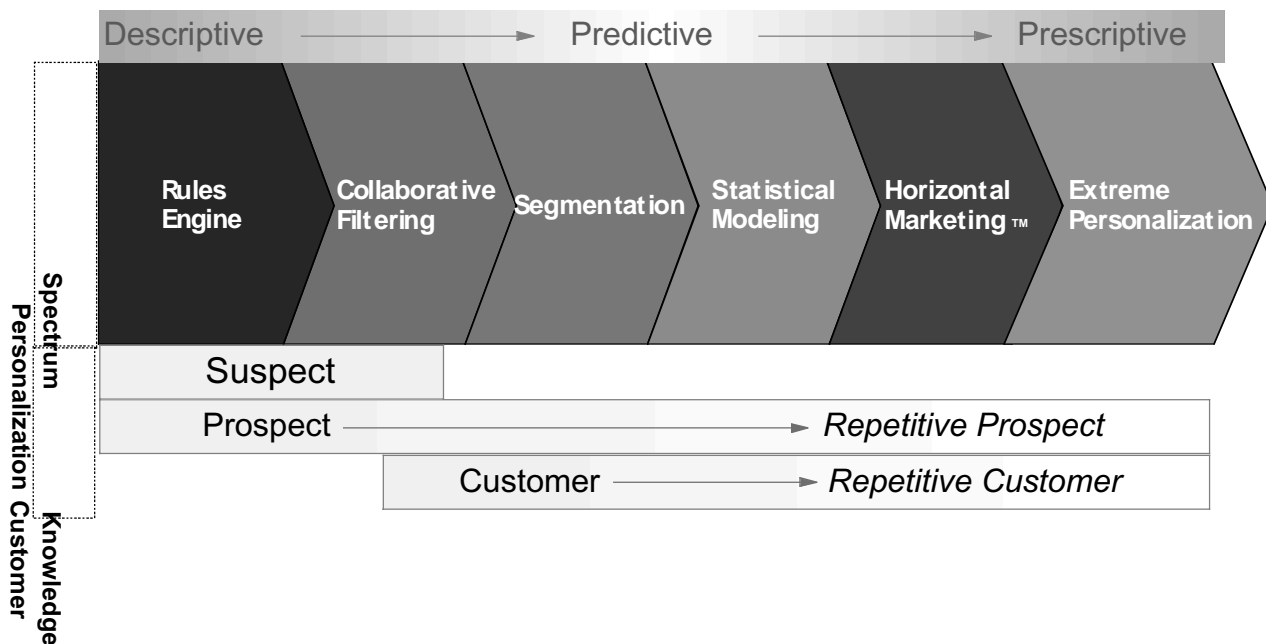 Descriptive Predictive Prescriptive
Rules
Engine
Collaborative
Filtering
Segmentation
Statistical
Modeling
Horizontal
Marketing TM
Extreme
Personalization
Suspect
Prospect Repetitive Prospect
Customer Repetitive Customer
Personalization
Spectrum
Customer
Knowledge